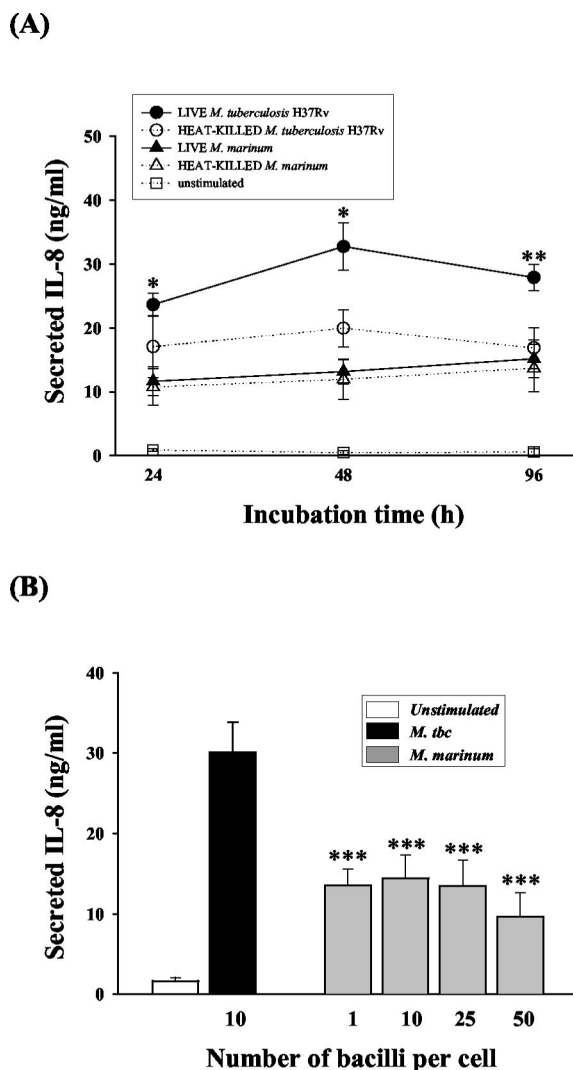 (A)
LIVE M. tuberculosis H37Rv
HEAT-KILLED M. tuberculosis H37Rv
LIVE M. marinum
HEAT-KILLED M. marinum
unstimulated
50
40
30
20
10
0
Secreted IL-8 (ng/ml)
*
*
**
24
48
96
Incubation time (h)
(B)
40
30
20
10
0
Secreted IL-8 (ng/ml)
Unstimulated
M. tbc
M. marinum
***
***
***
***
10
1
10
25
50
Number of bacilli per cell